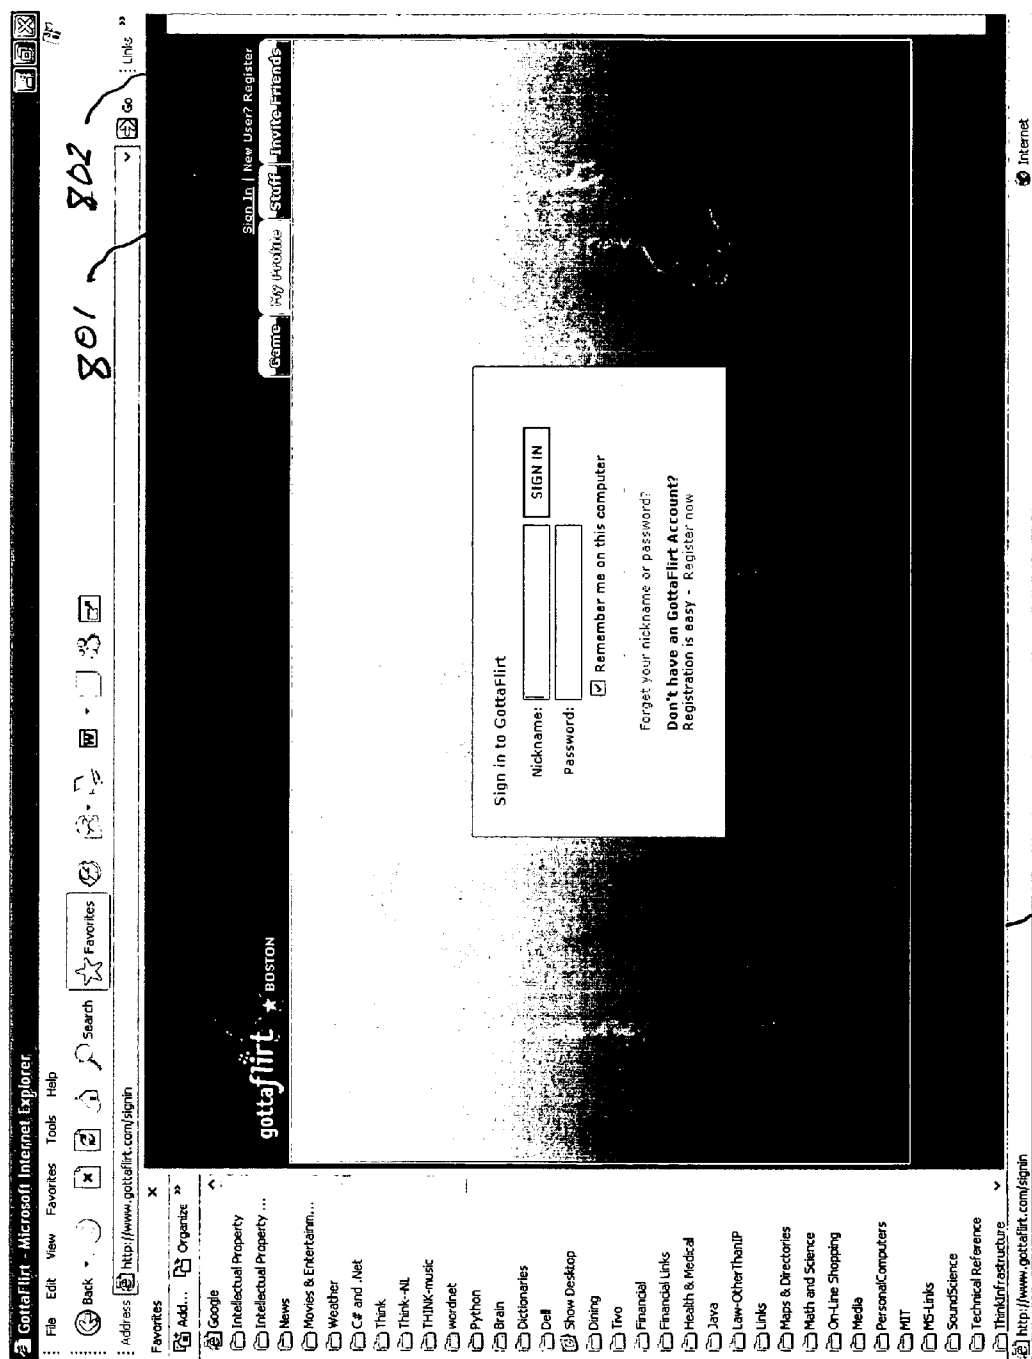 GottaFlirt - Microsoft Internet Explorer
File Edit View Favorites Tools Help
Back Search Favorites
801 802
Address http://www.gottaflirt.com/signin Go Links »
Favorites x
Add... Organize »
Google
Intellectual Property
Intellectual Property ...
News
Movies & Entertainm...
Weather
C# and .Net
Think
Think--NL
THINK-music
wordnet
Python
Brain
Dictionaries
Dell
Show Desktop
Dining
Tivo
Financial
Financial Links
Health & Medical
Java
Law-OtherThanIP
Links
Maps & Directories
Math and Science
On-Line Shopping
Media
PersonalComputers
MIT
MS-Links
SoundScience
Technical Reference
ThinkInfrastructure
gottaflirt ★ BOSTON
Sign In | New User? Register
Game My Profile Stuff Invite Friends
Sign in to GottaFlirt
Nickname: SIGN IN
Password:
Remember me on this computer
Forget your nickname or password?
Don't have an GottaFlirt Account?
Registration is easy - Register now
http://www.gottaflirt.com/signin Internet